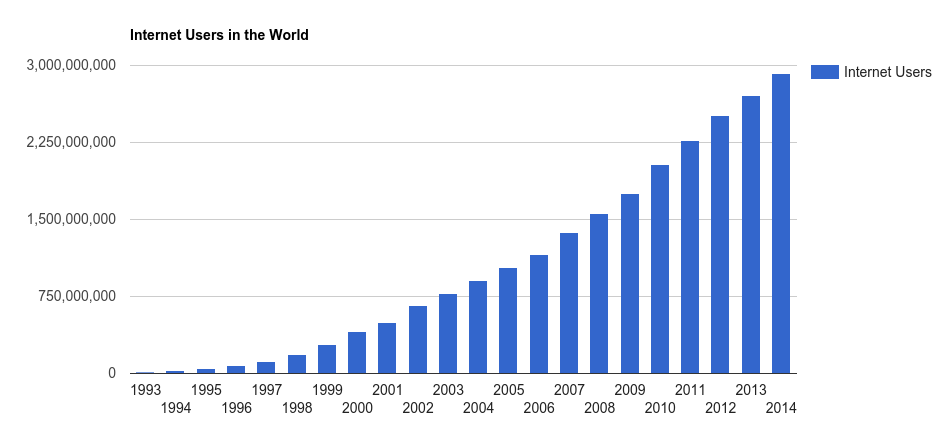 Internet Users in the World
3,000,000,000
Internet Users
2,250,000,000
1,500,000,000
750,000,000
0
1993 1995 1997 1999 2001 2003 2005 2007 2009 2011 2013
1994 1996 1998 2000 2002 2004 2006 2008 2010 2012 2014